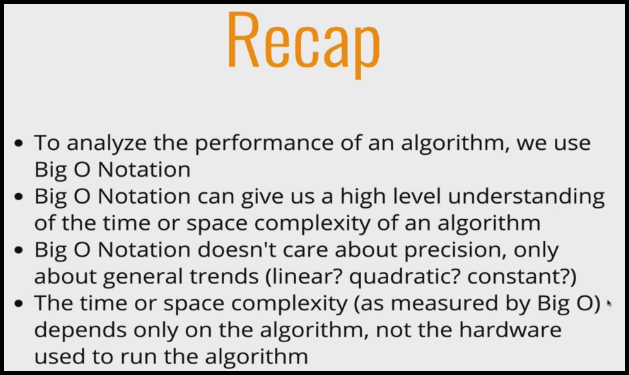 Recap
• To analyze the performance of an algorithm, we use
Big O Notation
• Big O Notation can give us a high level understanding
of the time or space complexity of an algorithm
• Big O Notation doesn't care about precision, only
about general trends (linear? quadratic? constant?)
• The time or space complexity (as measured by Big O)
depends only on the algorithm, not the hardware
used to run the algorithm